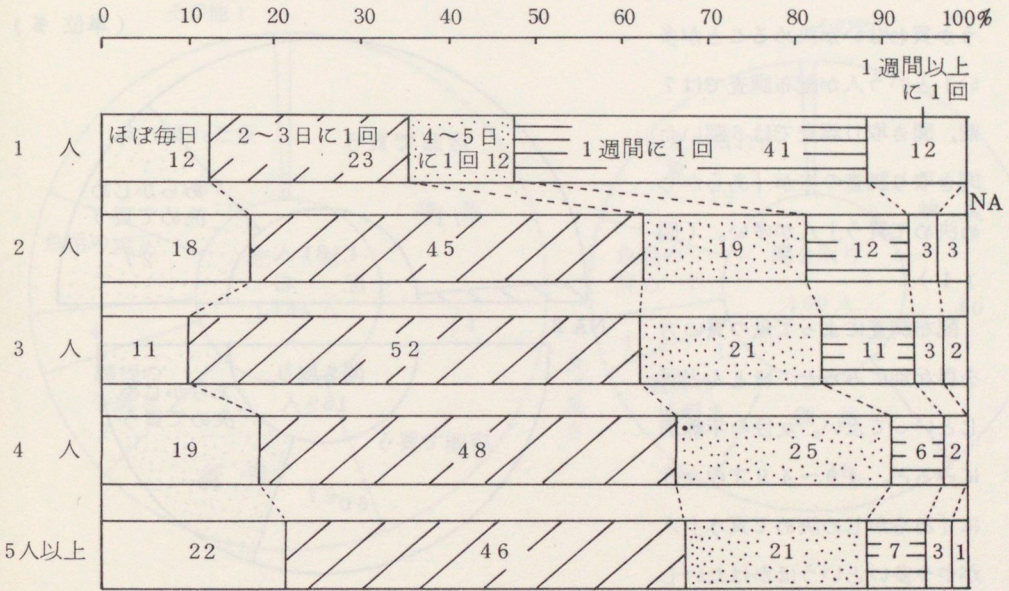 0 10 20 30 40 50 60 70 80 90 100%
1週間以上
に1回
1 人 ほぼ毎日 2〜3日に1回 4〜5日 1週間に1回 41 12
12 23 に1回 12
NA
2 人 18 45 19 12 3 3
3 人 11 52 21 11 3 2
4 人 19 48 25 6 2
5人以上 22 46 21 7 3 1